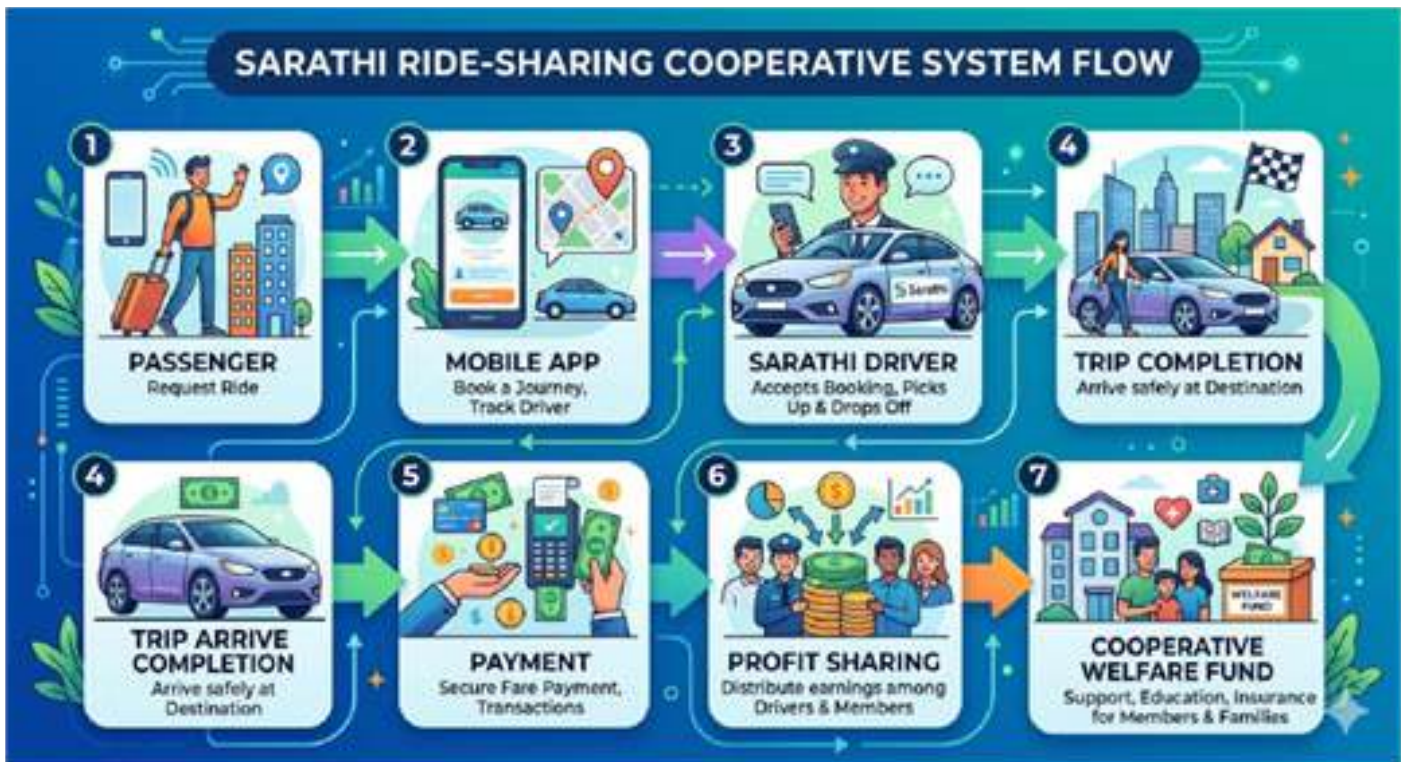 SARATHI RIDE-SHARING COOPERATIVE SYSTEM FLOW
1
PASSENGER
Request Ride
2
MOBILE APP
Book a Journey,
Track Driver
3
Sarathi
SARATHI DRIVER
Accepts Booking, Picks
Up & Drops Off
4
TRIP COMPLETION
Arrive safely at Destination
4
TRIP ARRIVE
COMPLETION
Arrive safely at
Destination
5
PAYMENT
Secure Fare Payment,
Transactions
6
PROFIT SHARING
Distribute earnings among
Drivers & Members
7
WELFARE
FUND
COOPERATIVE
WELFARE FUND
Support, Education, Insurance
for Members & Families